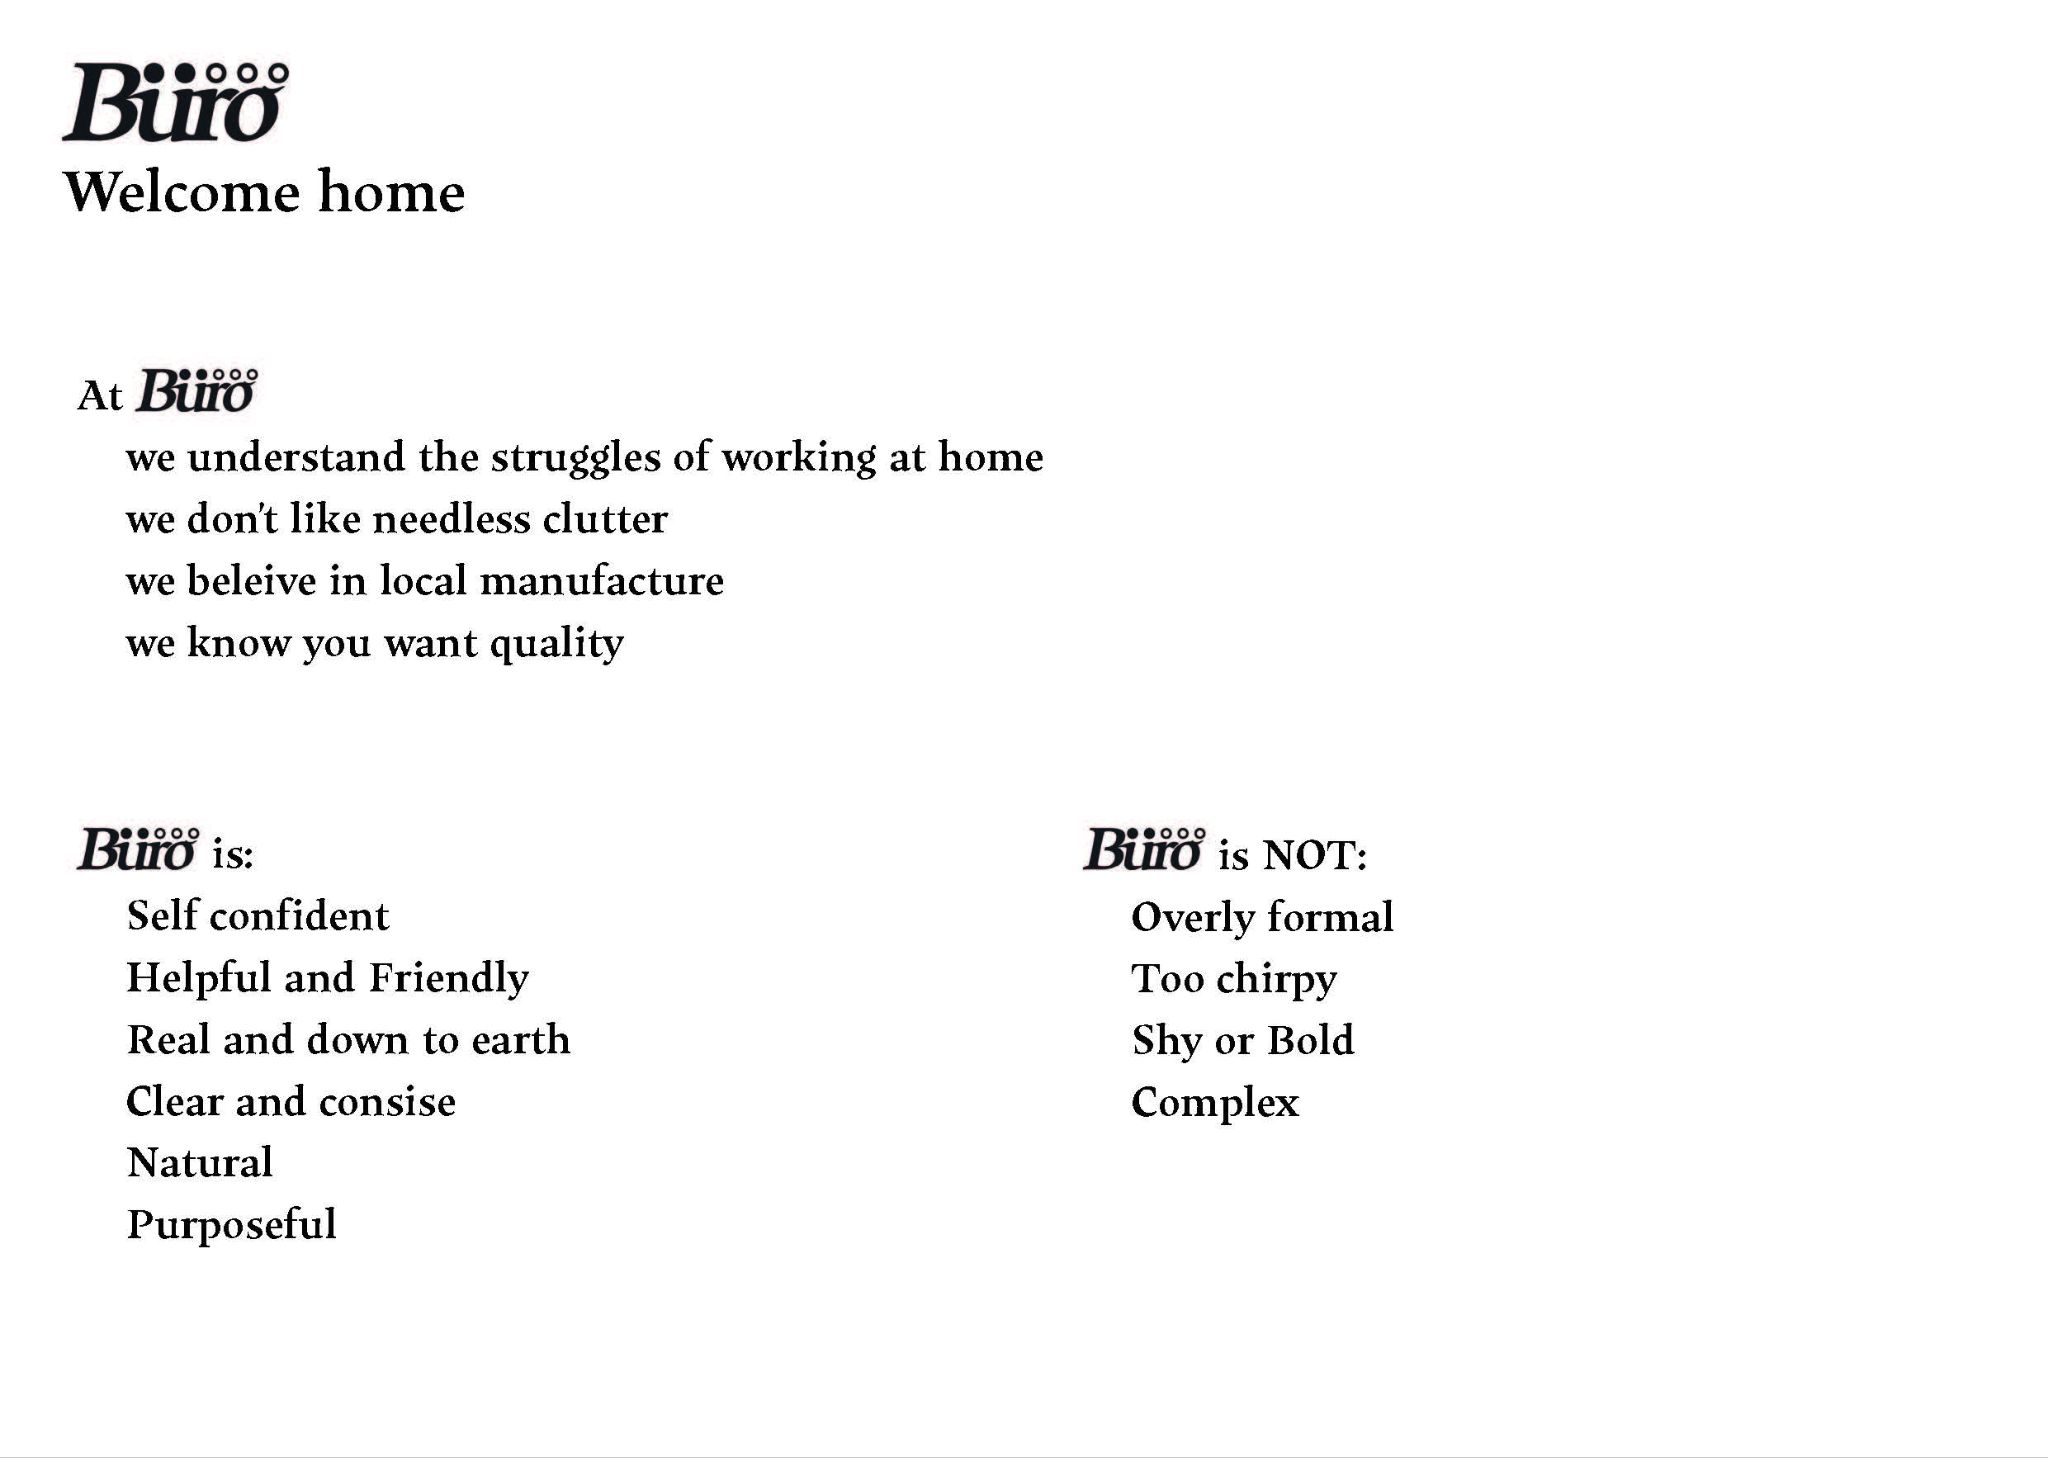 Büro
Welcome home
At Büro
we understand the struggles of working at home
we don't like needless clutter
we beleive in local manufacture
we know you want quality
Büro is:
Self confident
Helpful and Friendly
Real and down to earth
Clear and consise
Natural
Purposeful
Büro is NOT:
Overly formal
Too chirpy
Shy or Bold
Complex